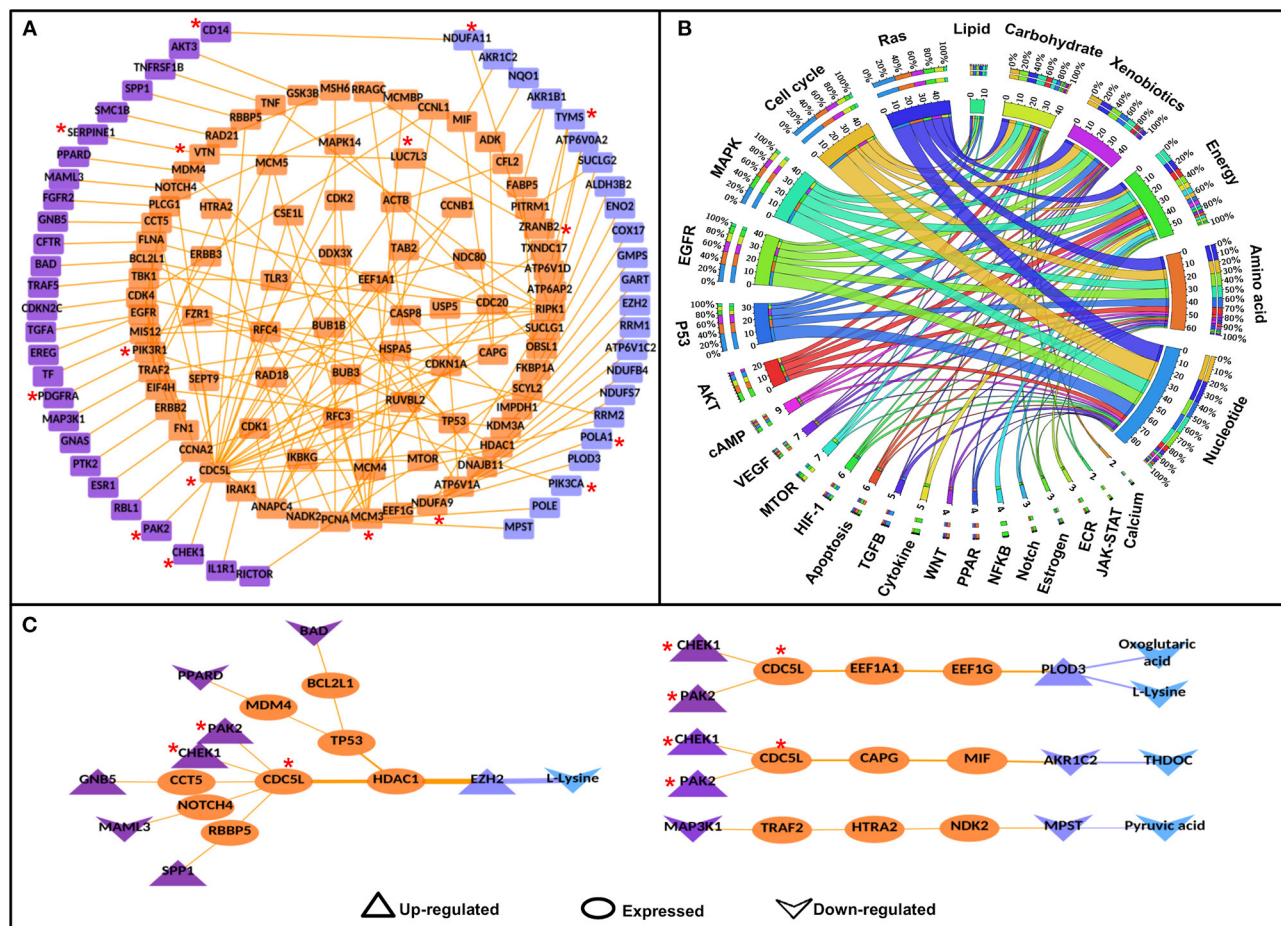 A
* CD14
AKT3
TNFRSF1B
SPP1
SMC1B
* SERPINE1
PPARD
MAML3
FGFR2
GNB5
CFTR
BAD
TRAF5
CDKN2C
TGFA
EREG
TF
* PDGFRA
MAP3K1
GNAS
PTK2
ESR1
RBL1
* PAK2
* CHEK1
IL1R1
RICTOR
* NDUFA11
AKR1C2
NQO1
AKR1B1
TYMS *
ATP6V0A2
SUCLG2
ALDH3B2
ENO2
COX17
GMPS
GART
EZH2
RRM1
ATP6V1C2
NDUFB4
NDUFS7
RRM2
POLA1 *
PLOD3
PIK3CA *
POLE
MPST
MSH6
RRAGC
MCMBP
CCNL1
MIF
ADK
CFL2
FABP5
PITRM1
ZRANB2 *
TXNDC17
ATP6V1D
ATP6AP2
RIPK1
SUCLG1
OBSL1
FKBP1A
SCYL2
IMPDH1
KDM3A
HDAC1
DNAJB11
ATP6V1A
NDUFA9 *
EEF1G
MCM3 *
PCNA
NADK2
ANAPC4
IRAK1
CDC5L *
CCNA2
FN1
ERBB2
EIF4H
TRAF2
* PIK3R1
MIS12
EGFR
CDK4
TBK1
BCL2L1
FLNA
CCT5
PLCG1
NOTCH4
MDM4
* VTN
RAD21
RBBP5
TNF
GSK3B
MAPK14
LUC7L3 *
MCM5
HTRA2
CSE1L
CDK2
ACTB
CCNB1
ERBB3
TLR3
DDX3X
TAB2
EEF1A1
NDC80
FZR1
RFC4
BUB1B
CASP8
USP5
CDC20
HSPA5
CAPG
SEPT9
RAD18
BUB3
CDKN1A
RUVBL2
CDK1
RFC3
TP53
IKBKG
MCM4
MTOR
B
Ras
Lipid
Carbohydrate
Xenobiotics
Energy
Amino acid
Nucleotide
Cell cycle
MAPK
EGFR
P53
AKT
cAMP
VEGF
MTOR
HIF-1
Apoptosis
TGFB
Cytokine
WNT
PPAR
NFKB
Notch
Estrogen
ECR
JAK-STAT
Calcium
C
BAD
PPARD
BCL2L1
MDM4
* PAK2
TP53
* CHEK1
*
GNB5
CCT5
CDC5L
HDAC1
EZH2
L-Lysine
NOTCH4
MAML3
RBBP5
SPP1
* CHEK1
*
Oxoglutaric
acid
CDC5L
EEF1A1
EEF1G
PLOD3
* PAK2
L-Lysine
* CHEK1
*
CDC5L
CAPG
MIF
AKR1C2
THDOC
* PAK2
MAP3K1
TRAF2
HTRA2
NDK2
MPST
Pyruvic acid
Up-regulated
Expressed
Down-regulated